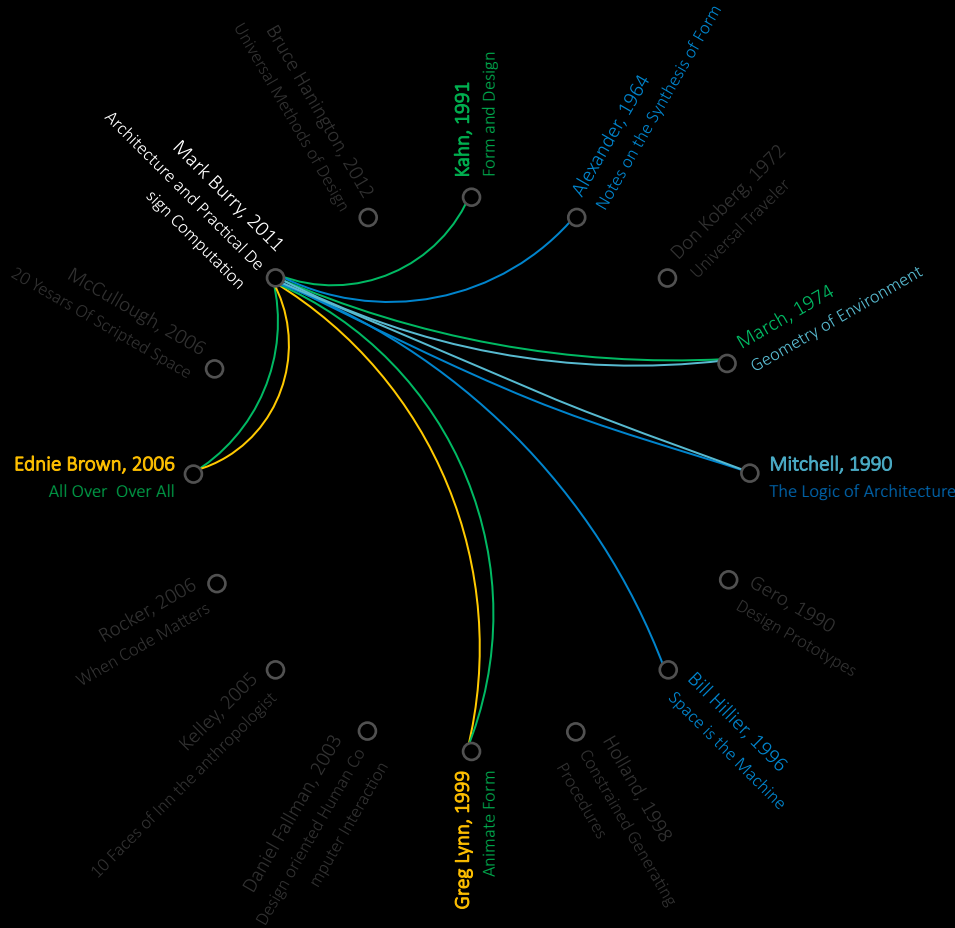 Kahn, 1991
Form and Design
Alexander, 1964
Notes on the Synthesis of Form
Don Koberg, 1972
Universal Traveler
March, 1974
Geometry of Environment
Mitchell, 1990
The Logic of Architecture
Gero, 1990
Design Prototypes
Bill Hillier, 1996
Space is the Machine
Holland, 1998
Constrained Generating
Procedures
Greg Lynn, 1999
Animate Form
Daniel Fallman, 2003
Design oriented Human Co
mputer Interaction
Kelley, 2005
10 Faces of Inn the anthropologist
Rocker, 2006
When Code Matters
Ednie Brown, 2006
All Over  Over All
McCullough, 2006
20 Yesars Of Scripted Space
Mark Burry, 2011
Architecture and Practical De
sign Computation
Bruce Hanington, 2012
Universal Methods of Design